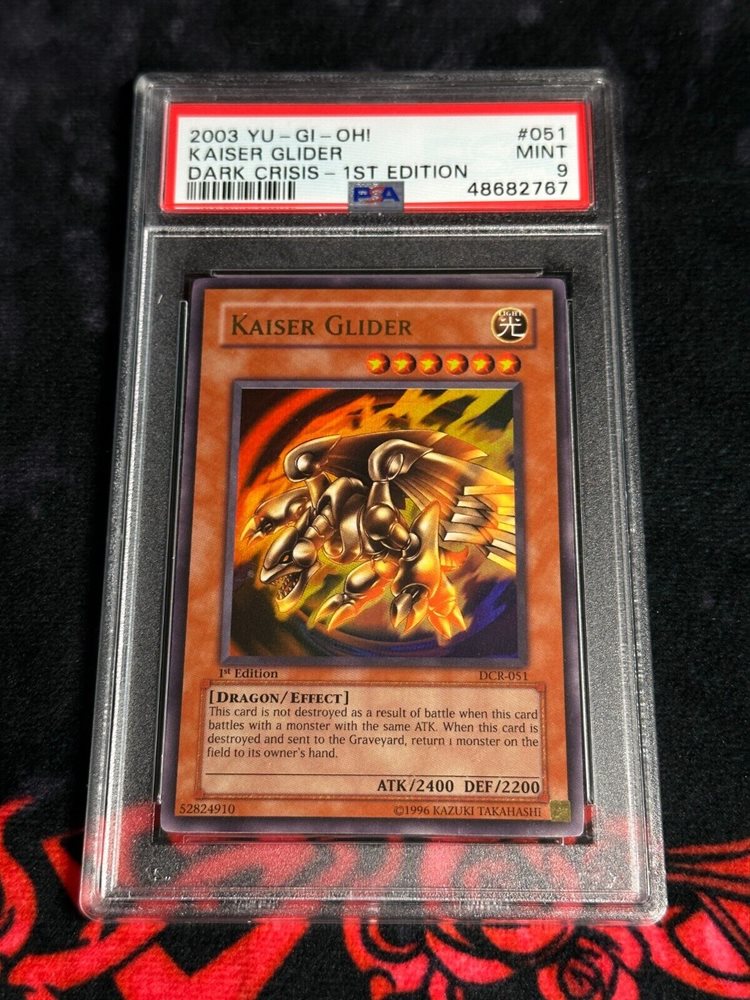 2003 YU-GI-OH! #051
KAISER GLIDER MINT
DARK CRISIS-1ST EDITION 9
PSA 48682767
KAISER GLIDER
LIGHT
光
1st Edition DCR-051
[DRAGON/EFFECT]
This card is not destroyed as a result of battle when this card
battles with a monster with the same ATK. When this card is
destroyed and sent to the Graveyard, return 1 monster on the
field to its owner's hand.
ATK/2400 DEF/2200
52824910 ©1996 KAZUKI TAKAHASHI